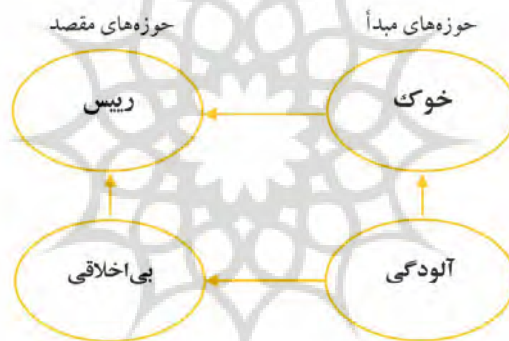 حوزه‌های مبدأ
حوزه‌های مقصد
خوک
رییس
آلودگی
بی‌اخلاقی